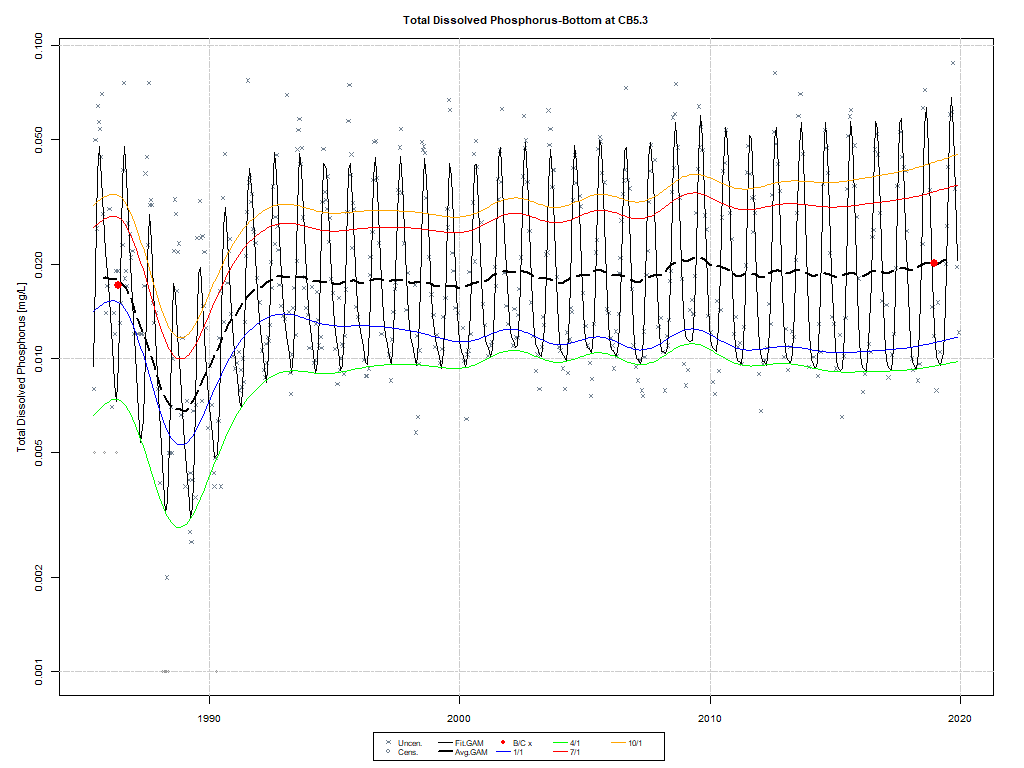 Total Dissolved Phosphorus-Bottom at CB5.3
Total Dissolved Phosphorus [mg/L]
0.100
0.050
0.020
0.010
0.005
0.002
0.001
1990
2000
2010
2020
Uncen. Fit.GAM B/C x 4/1 10/1
Cens. Avg.GAM 1/1 7/1